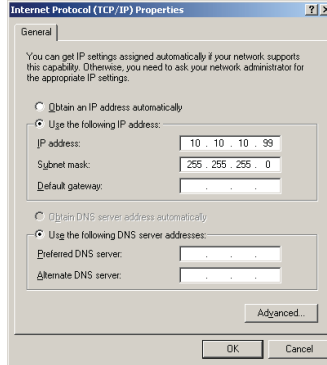 Internet Protocol (TCP/IP) Properties
General
You can get IP settings assigned automatically if your network supports
this capability. Otherwise, you need to ask your network administrator for
the appropriate IP settings.
Obtain an IP address automatically
Use the following IP address:
IP address: 10 . 10 . 10 . 99
Subnet mask: 255 . 255 . 255 . 0
Default gateway: . . .
Obtain DNS server address automatically
Use the following DNS server addresses:
Preferred DNS server: . . .
Alternate DNS server: . . .
Advanced...
OK Cancel